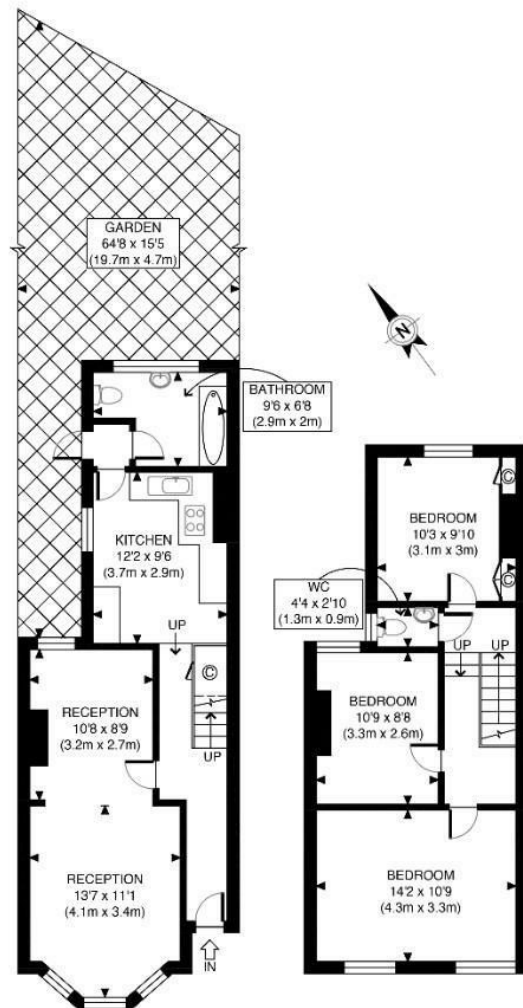 GARDEN
64'8 x 15'5
(19.7m x 4.7m)
N
BATHROOM
9'6 x 6'8
(2.9m x 2m)
KITCHEN
12'2 x 9'6
(3.7m x 2.9m)
UP
C
UP
RECEPTION
10'8 x 8'9
(3.2m x 2.7m)
RECEPTION
13'7 x 11'1
(4.1m x 3.4m)
IN
C
BEDROOM
10'3 x 9'10
(3.1m x 3m)
C
WC
4'4 x 2'10
(1.3m x 0.9m)
UP
UP
BEDROOM
10'9 x 8'8
(3.3m x 2.6m)
BEDROOM
14'2 x 10'9
(4.3m x 3.3m)